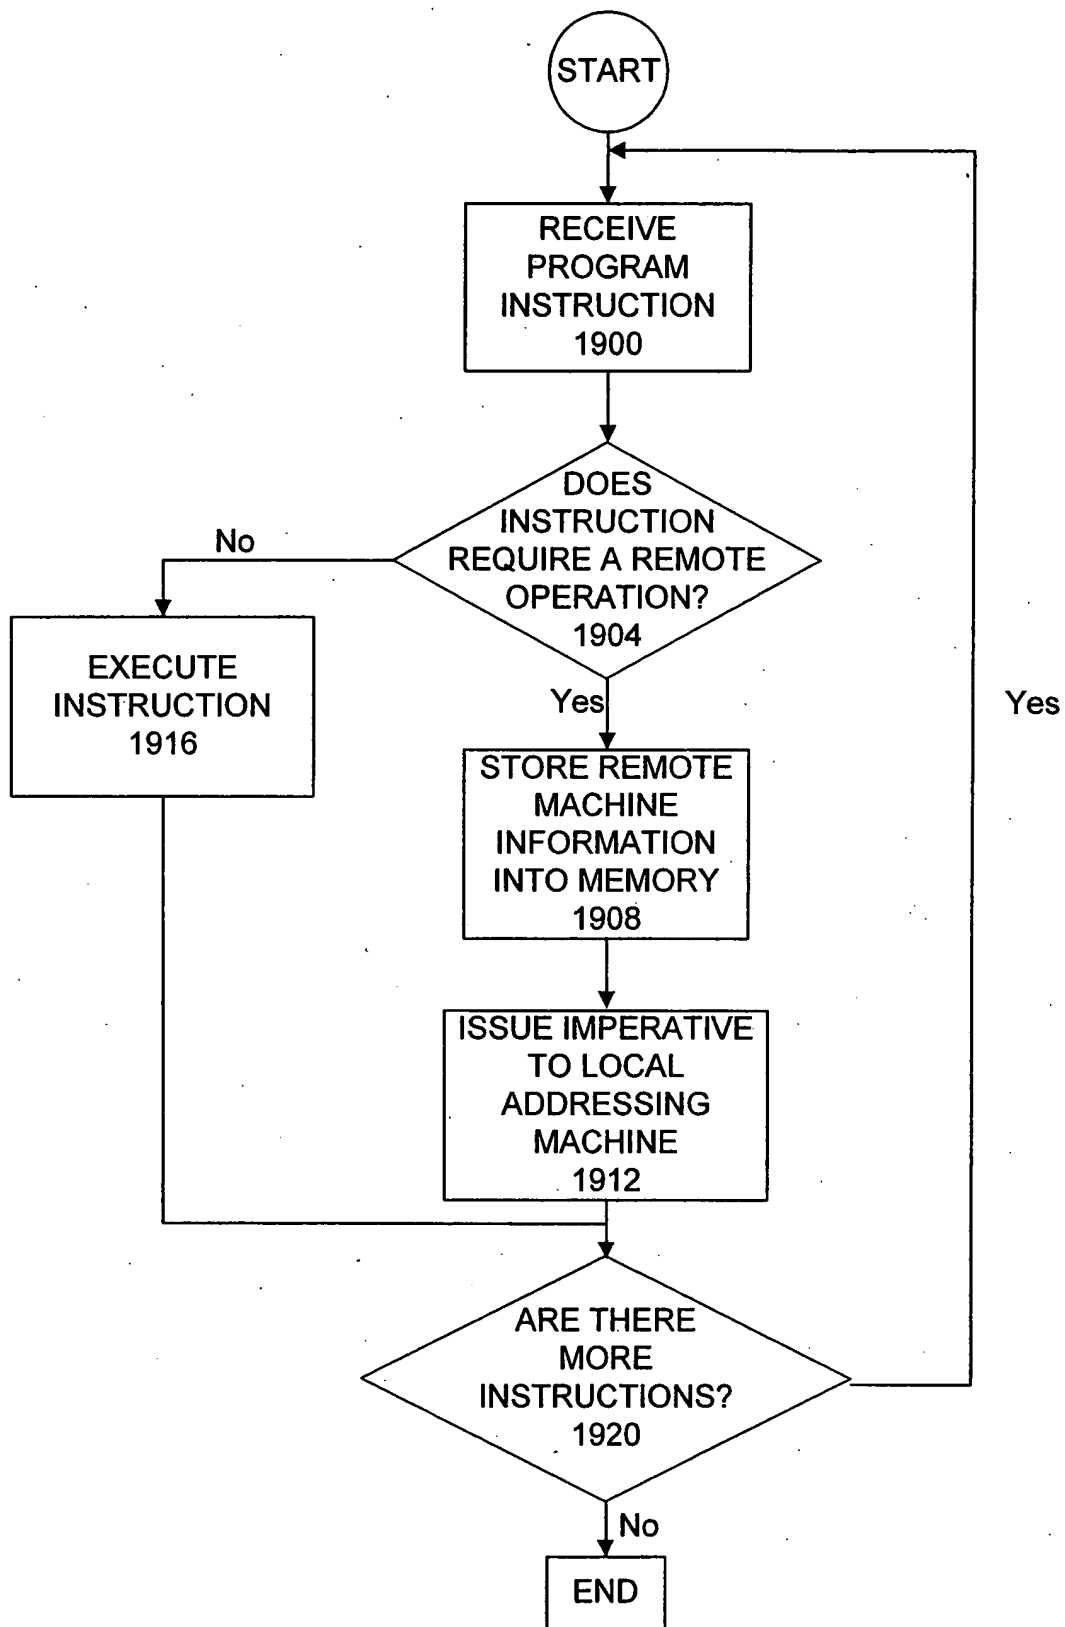 START
RECEIVE
PROGRAM
INSTRUCTION
1900
DOES
INSTRUCTION
REQUIRE A REMOTE
OPERATION?
1904
No
EXECUTE
INSTRUCTION
1916
Yes
Yes
STORE REMOTE
MACHINE
INFORMATION
INTO MEMORY
1908
ISSUE IMPERATIVE
TO LOCAL
ADDRESSING
MACHINE
1912
ARE THERE
MORE
INSTRUCTIONS?
1920
No
END